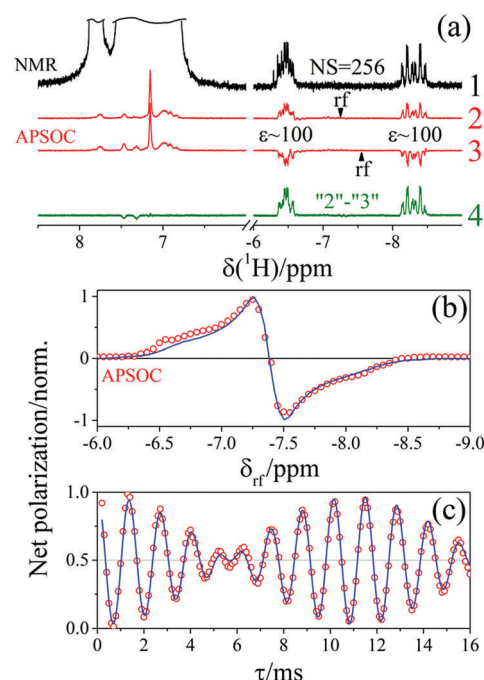 (a)
NMR
NS=256
1
rf
2
APSOC
ε~100
ε~100
3
rf
"2"-"3"
4
8
7
-6
-7
-8
δ(¹H)/ppm
Net polarization/norm.
(b)
1
0
-1
APSOC
-6.0
-6.5
-7.0
-7.5
-8.0
-8.5
-9.0
δrf/ppm
(c)
1.0
0.5
0.0
0
2
4
6
8
10
12
14
16
τ/ms